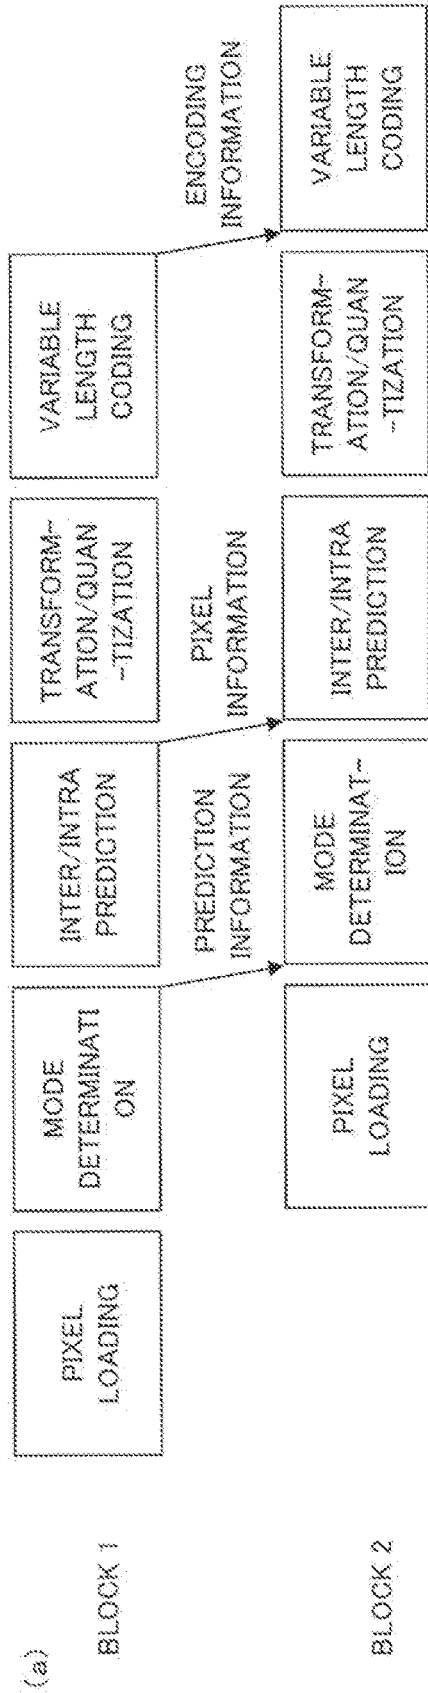 (a)
BLOCK 1
PIXEL
LOADING
MODE
DETERMINATI
ON
INTER/INTRA
PREDICTION
TRANSFORM-
ATION/QUAN
-TIZATION
VARIABLE
LENGTH
CODING
PREDICTION
INFORMATION
PIXEL
INFORMATION
ENCODING
INFORMATION
BLOCK 2
PIXEL
LOADING
MODE
DETERMINAT-
ION
INTER/INTRA
PREDICTION
TRANSFORM-
ATION/QUAN
-TIZATION
VARIABLE
LENGTH
CODING